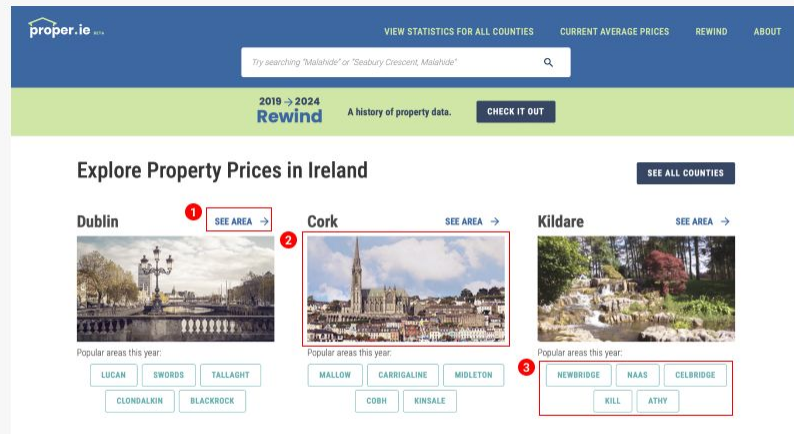 proper.ie BETA
VIEW STATISTICS FOR ALL COUNTIES CURRENT AVERAGE PRICES REWIND ABOUT
Try searching "Malahide" or "Seabury Crescent, Malahide"
2019 → 2024
Rewind
A history of property data.
CHECK IT OUT
Explore Property Prices in Ireland
SEE ALL COUNTIES
Dublin
1
SEE AREA →
2
Popular areas this year:
LUCAN SWORDS TALLAGHT
CLONDALKIN BLACKROCK
Cork
SEE AREA →
Popular areas this year:
MALLOW CARRIGALINE MIDLETON
COBH KINSALE
Kildare
SEE AREA →
Popular areas this year:
3
NEWBRIDGE NAAS CELBRIDGE
KILL ATHY